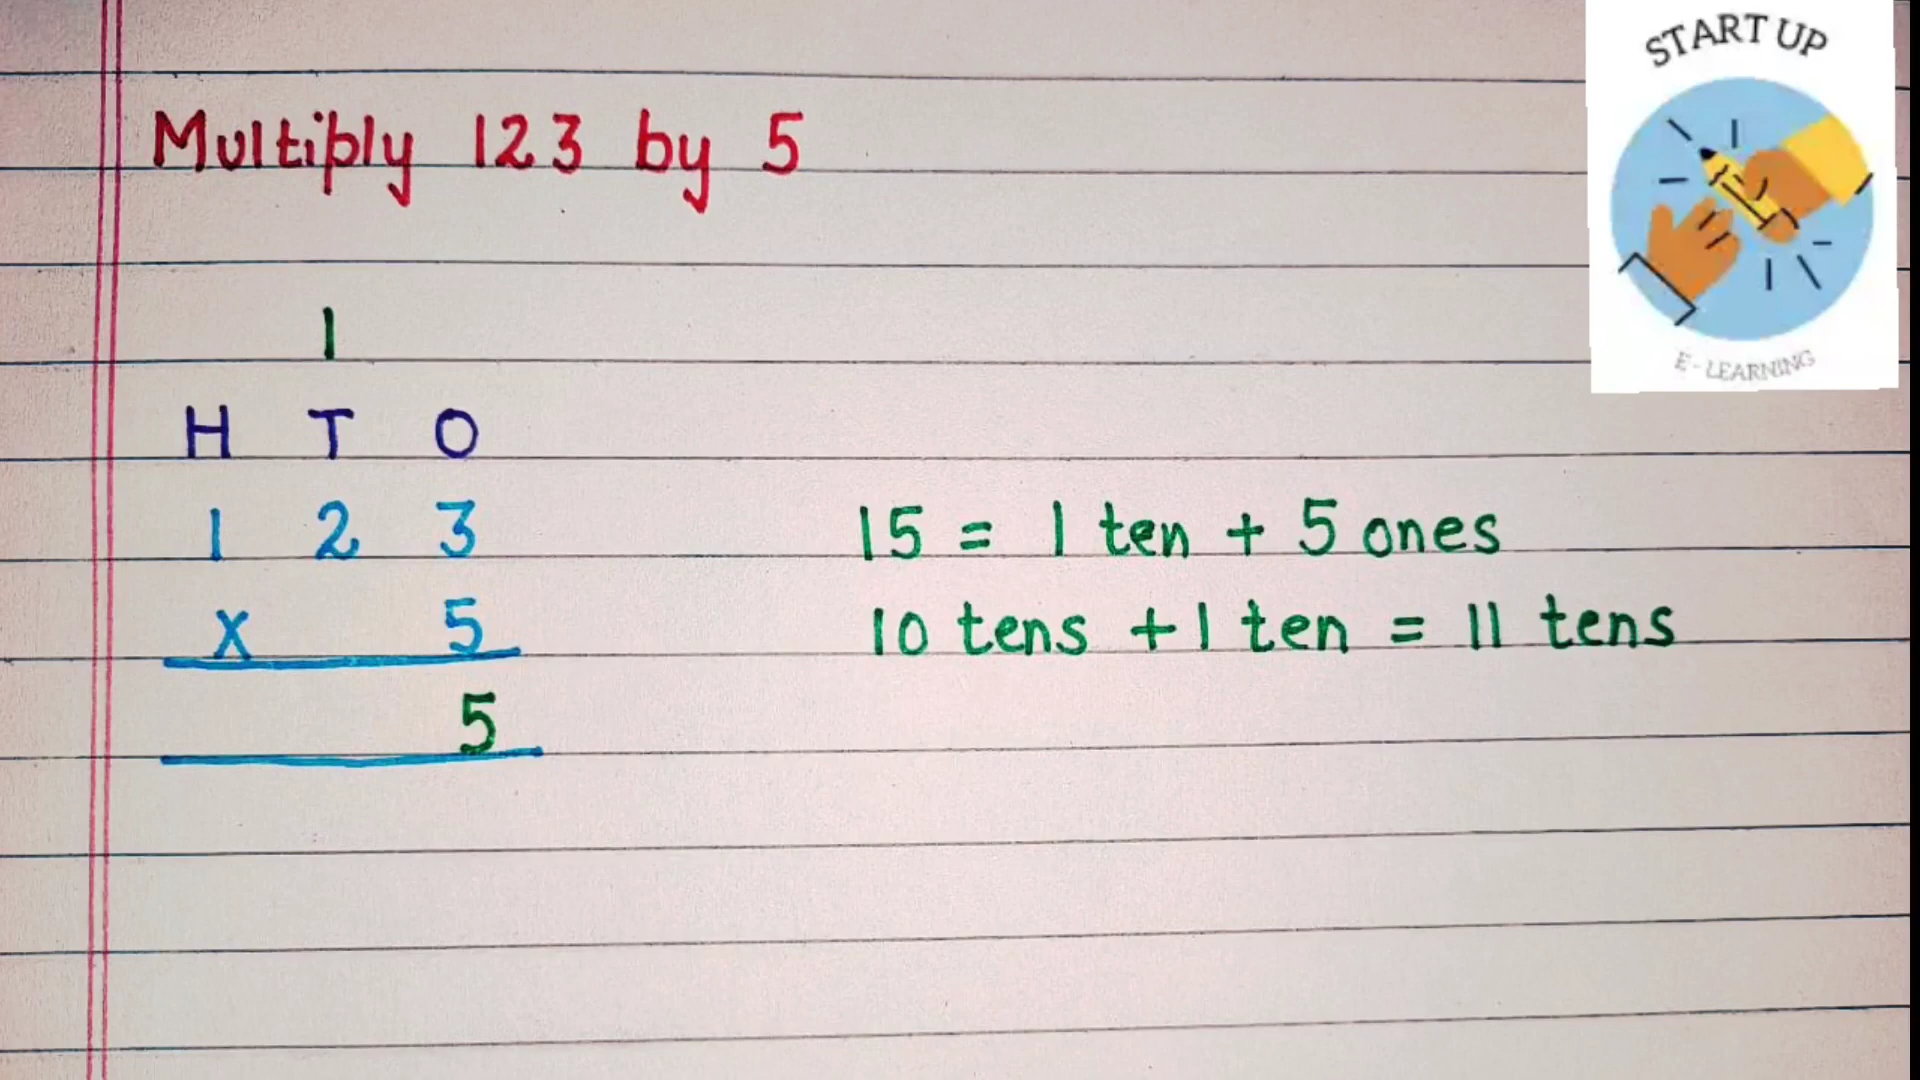 START UP
E-LEARNING
Multiply 123 by 5
1
H T O
1 2 3
x 5
5
15 = 1 ten + 5 ones
10 tens + 1 ten = 11 tens